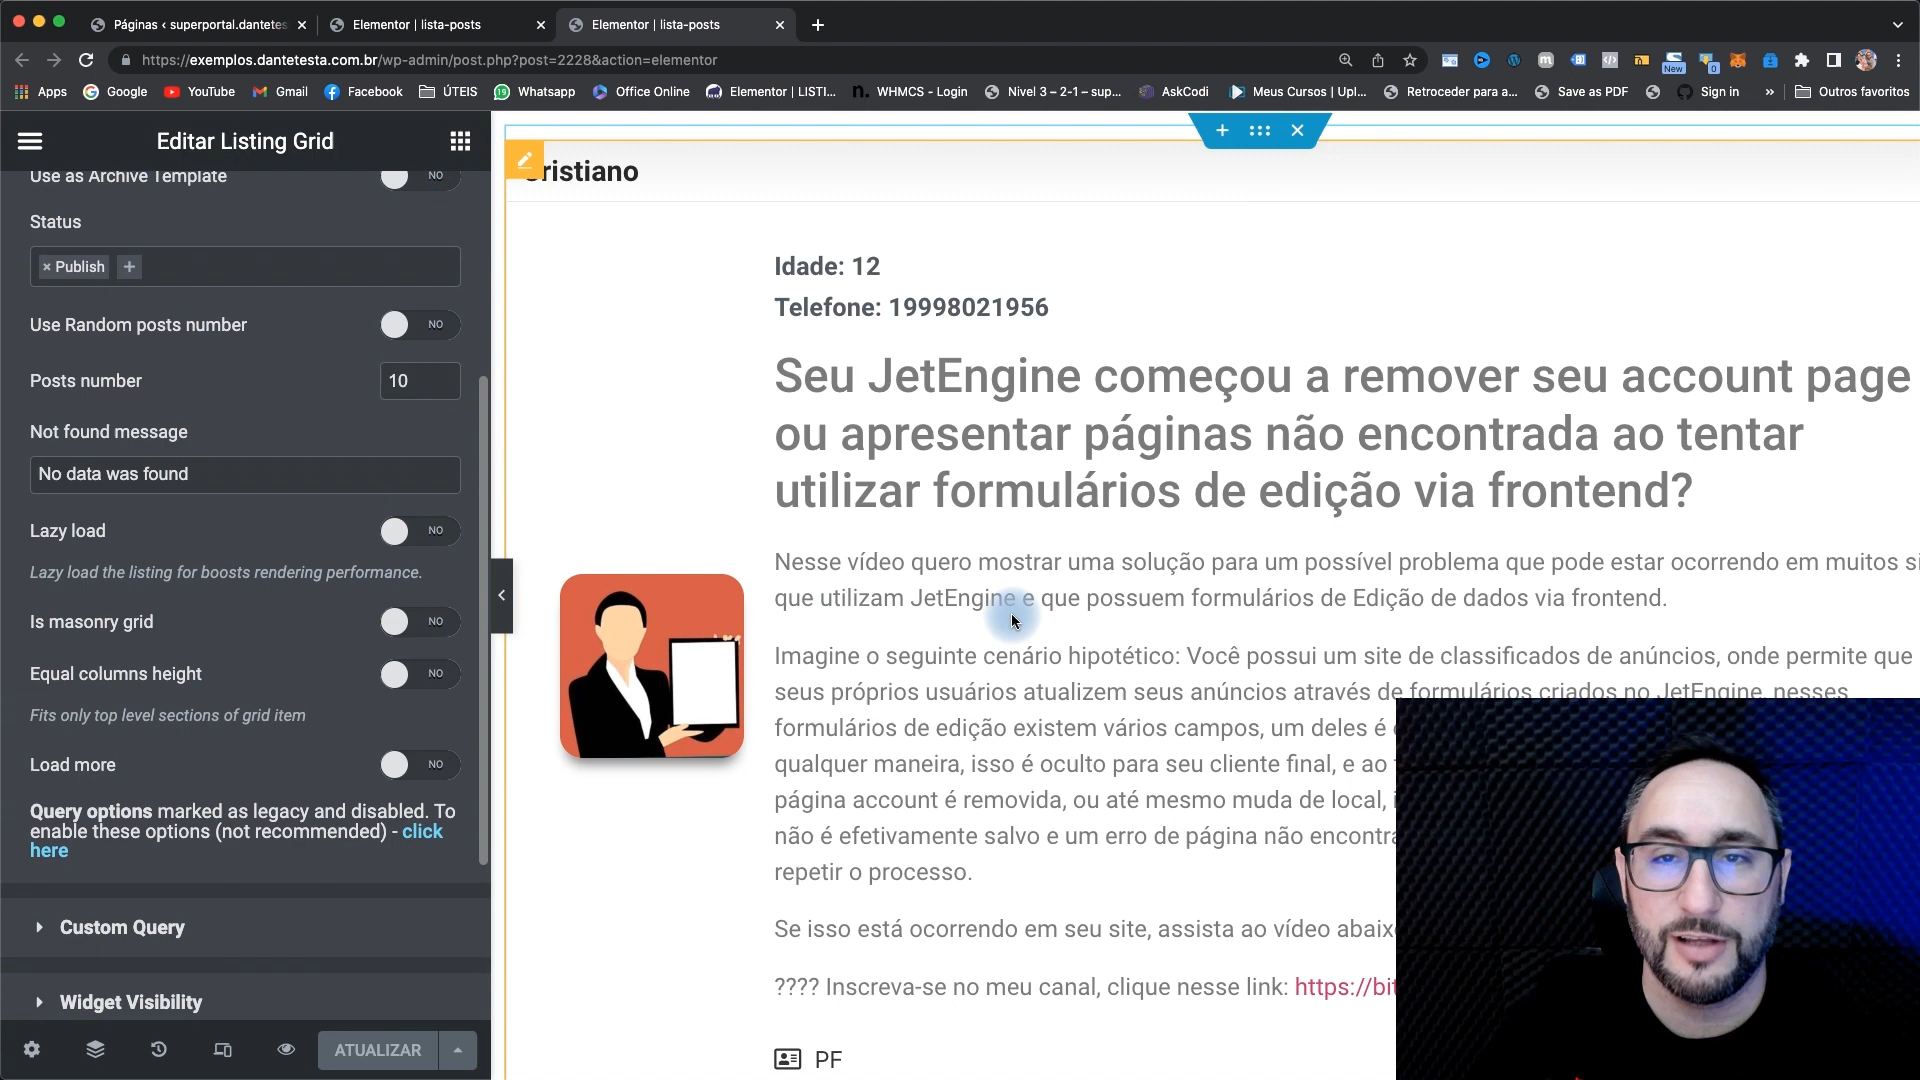 Páginas ‹ superportal.dantetes
Elementor | lista-posts
Elementor | lista-posts
https://exemplos.dantetesta.com.br/wp-admin/post.php?post=2228&action=elementor
New
0
Apps
Google
YouTube
Gmail
Facebook
ÚTEIS
19
Whatsapp
Office Online
Elementor | LISTI...
n.
WHMCS - Login
Nivel 3 – 2-1 – sup...
AskCodi
Meus Cursos | Upl...
Retroceder para a...
Save as PDF
Sign in
»
Outros favoritos
Editar Listing Grid
Use as Archive Template
NO
Status
× Publish +
Use Random posts number
NO
Posts number
10
Not found message
No data was found
Lazy load
NO
Lazy load the listing for boosts rendering performance.
Is masonry grid
NO
Equal columns height
NO
Fits only top level sections of grid item
Load more
NO
Query options marked as legacy and disabled. To
enable these options (not recommended) - click
here
Custom Query
Widget Visibility
ATUALIZAR
ristiano
Idade: 12
Telefone: 19998021956
Seu JetEngine começou a remover seu account page
ou apresentar páginas não encontrada ao tentar
utilizar formulários de edição via frontend?
Nesse vídeo quero mostrar uma solução para um possível problema que pode estar ocorrendo em muitos si
que utilizam JetEngine e que possuem formulários de Edição de dados via frontend.
Imagine o seguinte cenário hipotético: Você possui um site de classificados de anúncios, onde permite que
seus próprios usuários atualizem seus anúncios através de formulários criados no JetEngine, nesses
formulários de edição existem vários campos, um deles é
qualquer maneira, isso é oculto para seu cliente final, e ao
página account é removida, ou até mesmo muda de local,
não é efetivamente salvo e um erro de página não encontra
repetir o processo.
Se isso está ocorrendo em seu site, assista ao vídeo abaix
???? Inscreva-se no meu canal, clique nesse link: https://bit
PF